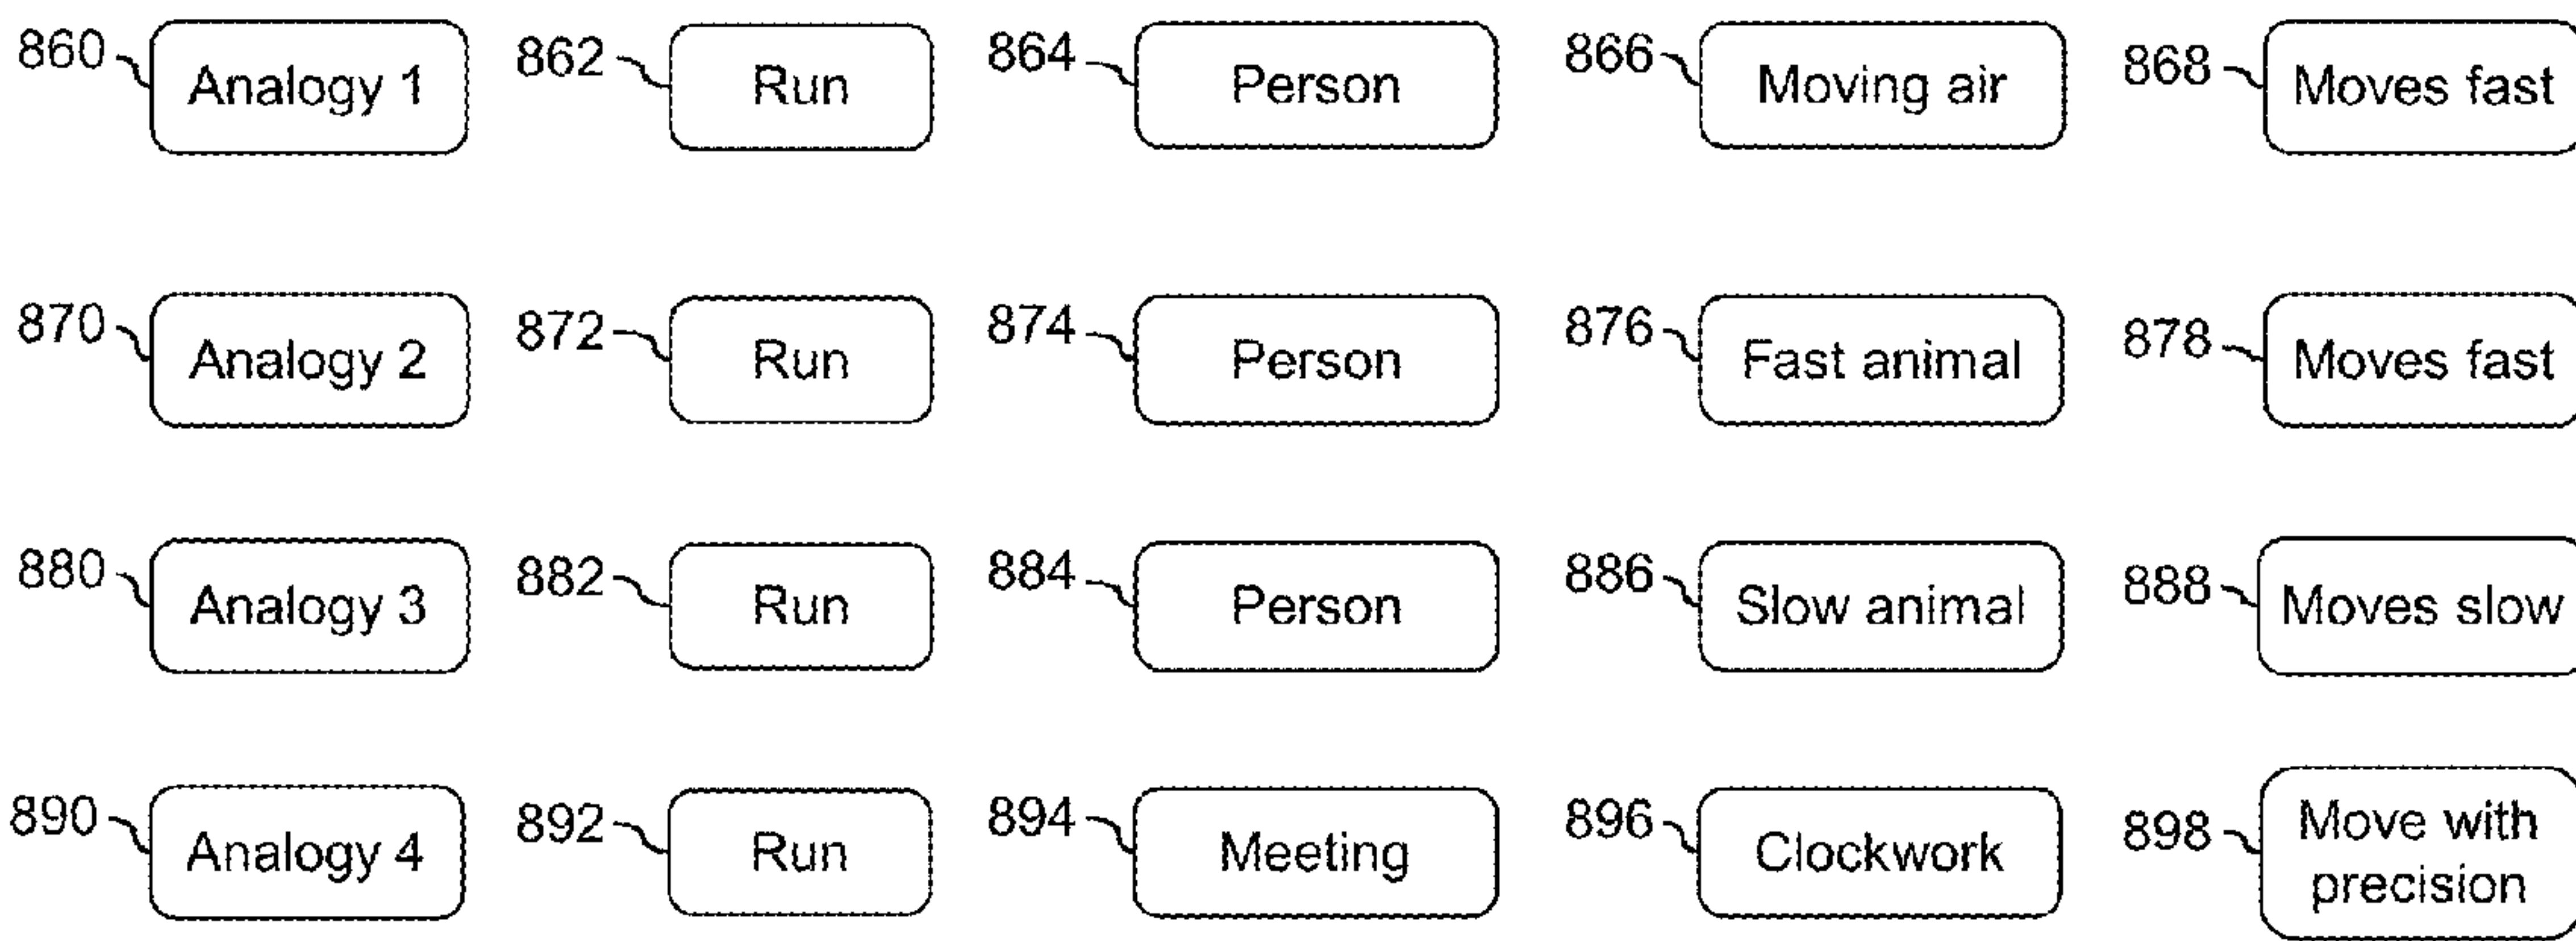 860 Analogy 1 862 Run 864 Person 866 Moving air 868 Moves fast
870 Analogy 2 872 Run 874 Person 876 Fast animal 878 Moves fast
880 Analogy 3 882 Run 884 Person 886 Slow animal 888 Moves slow
890 Analogy 4 892 Run 894 Meeting 896 Clockwork 898 Move with
precision